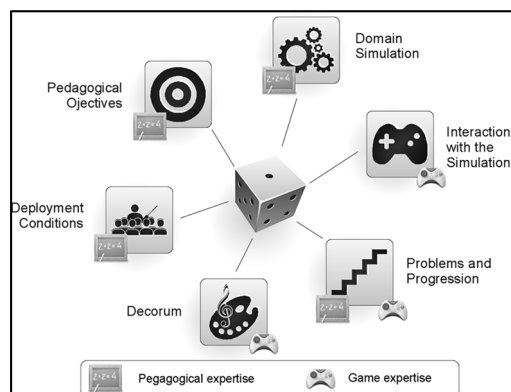 Domain
Simulation
Pedagogical
Ojectives
Interaction
with the
Simulation
Deployment
Conditions
Problems and
Progression
Decorum
Pegagogical expertise
Game expertise